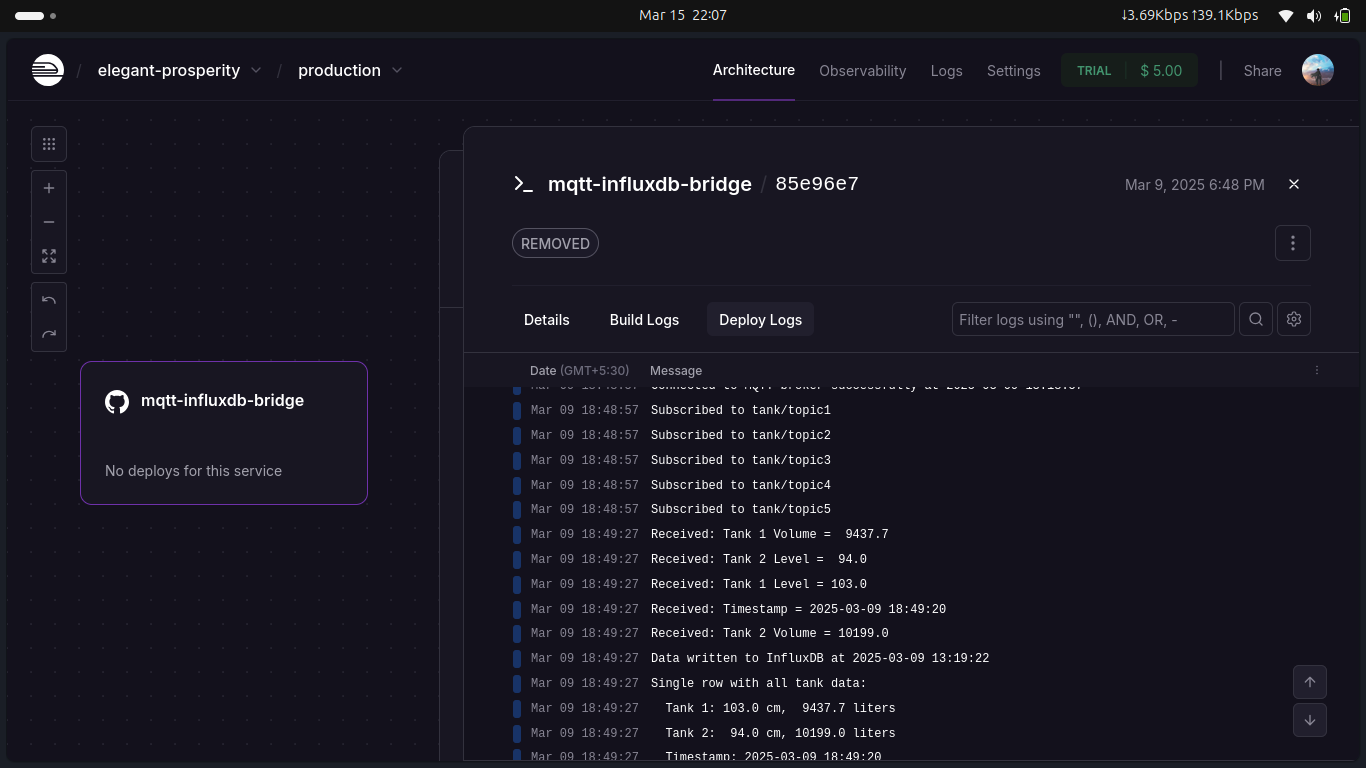 Mar 15 22:07
↓3.69Kbps ↑39.1Kbps
/ elegant-prosperity / production
Architecture Observability Logs Settings TRIAL $ 5.00 Share
mqtt-influxdb-bridge / 85e96e7
Mar 9, 2025 6:48 PM
REMOVED
Details Build Logs Deploy Logs
Filter logs using "", (), AND, OR, -
Date (GMT+5:30) Message
Connected to MQTT broker successfully at
Mar 09 18:48:57 Subscribed to tank/topic1
Mar 09 18:48:57 Subscribed to tank/topic2
Mar 09 18:48:57 Subscribed to tank/topic3
Mar 09 18:48:57 Subscribed to tank/topic4
Mar 09 18:48:57 Subscribed to tank/topic5
Mar 09 18:49:27 Received: Tank 1 Volume =  9437.7
Mar 09 18:49:27 Received: Tank 2 Level =  94.0
Mar 09 18:49:27 Received: Tank 1 Level = 103.0
Mar 09 18:49:27 Received: Timestamp = 2025-03-09 18:49:20
Mar 09 18:49:27 Received: Tank 2 Volume = 10199.0
Mar 09 18:49:27 Data written to InfluxDB at 2025-03-09 13:19:22
Mar 09 18:49:27 Single row with all tank data:
Mar 09 18:49:27   Tank 1: 103.0 cm,  9437.7 liters
Mar 09 18:49:27   Tank 2:  94.0 cm, 10199.0 liters
Mar 09 18:49:27   Timestamp: 2025-03-09 18:49:20
mqtt-influxdb-bridge
No deploys for this service